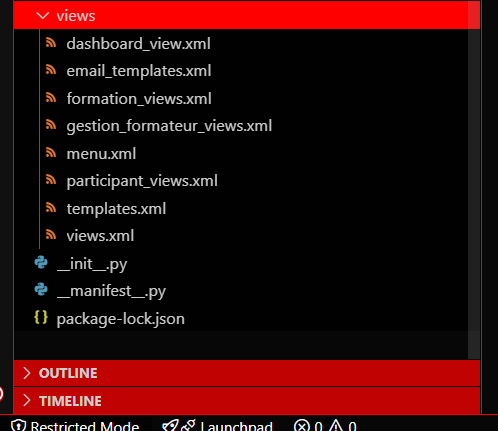 views
dashboard_view.xml
email_templates.xml
formation_views.xml
gestion_formateur_views.xml
menu.xml
participant_views.xml
templates.xml
views.xml
__init__.py
__manifest__.py
{} package-lock.json
OUTLINE
TIMELINE
Restricted Mode Launchpad 0 0